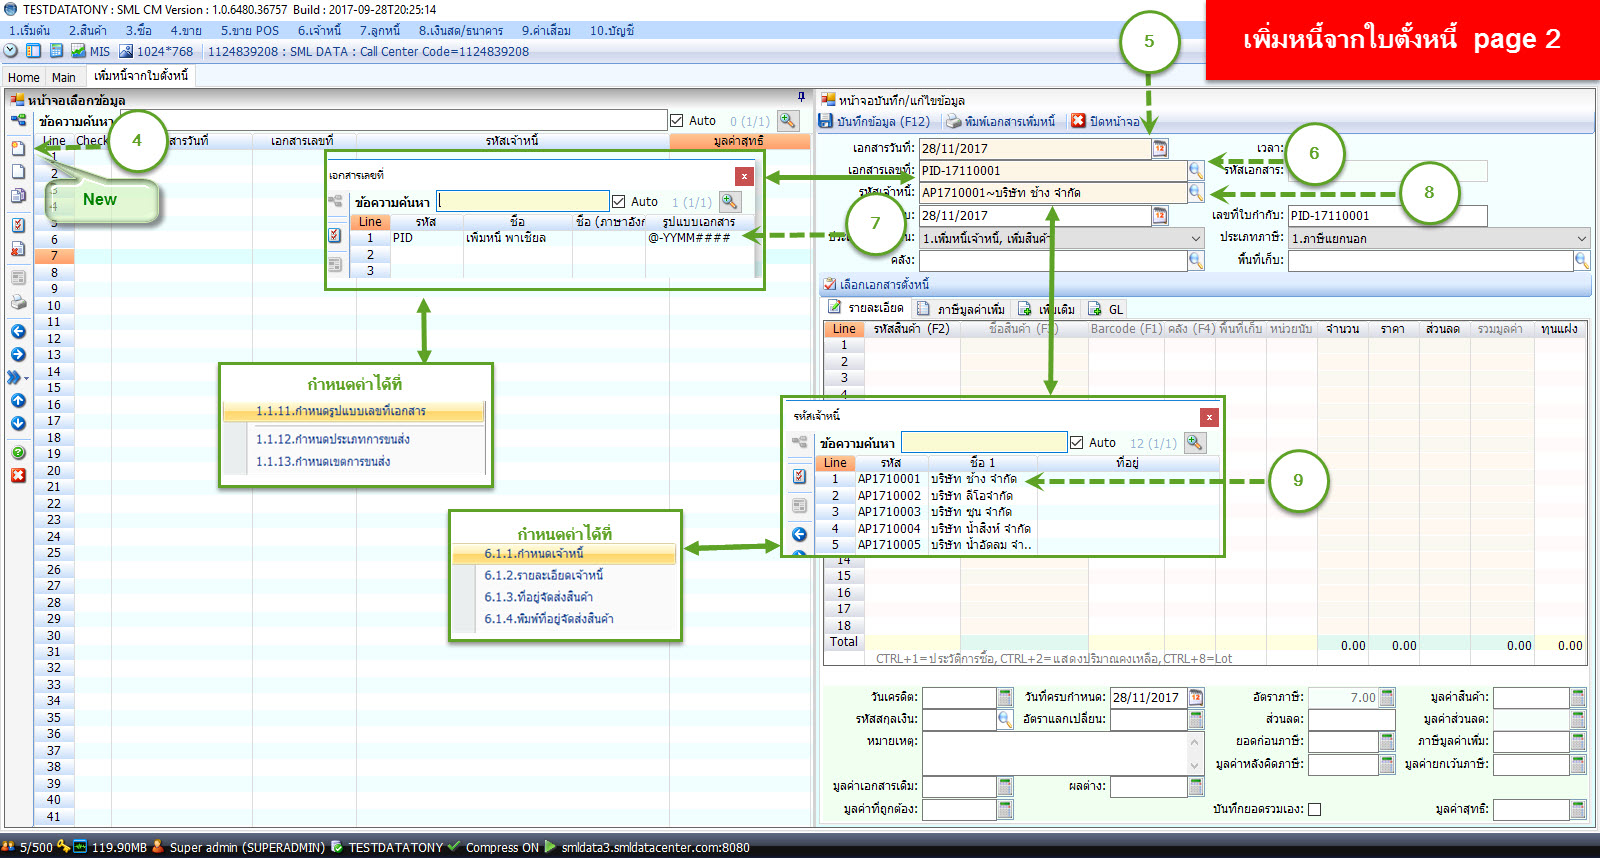 TESTDATATONY : SML CM Version : 1.0.6480.36757  Build : 2017-09-28T20:25:14
1.เริ่มต้น 2.สินค้า 3.ซื้อ 4.ขาย 5.ขาย POS 6.เจ้าหนี้ 7.ลูกหนี้ 8.เงินสด/ธนาคาร 9.ค่าเสื่อม 10.บัญชี
MIS 1024*768 1124839208 : SML DATA : Call Center Code=1124839208
Home Main เพิ่มหนี้จากใบตั้งหนี้
เพิ่มหนี้จากใบตั้งหนี้ page 2
หน้าจอเลือกข้อมูล
ข้อความค้นหา Auto 0 (1/1)
Line Check สารวันที่ เอกสารเลขที่ รหัสเจ้าหนี้ มูลค่าสุทธิ
1
2
6
7
8
9
10
11
12
13
14
15
16
17
18
19
20
21
22
23
24
25
26
27
28
29
30
31
32
33
34
35
36
37
38
39
40
41
4
New
5
6
7
8
9
เอกสารเลขที่ x
ข้อความค้นหา Auto 1 (1/1)
Line รหัส ชื่อ ชื่อ (ภาษาอังก รูปแบบเอกสาร
1 PID เพิ่มหนี้ พาเชียล @-YYMM####
2
3
กำหนดค่าได้ที่
1.1.11.กำหนดรูปแบบเลขที่เอกสาร
1.1.12.กำหนดประเภทการขนส่ง
1.1.13.กำหนดเขตการขนส่ง
กำหนดค่าได้ที่
6.1.1.กำหนดเจ้าหนี้
6.1.2.รายละเอียดเจ้าหนี้
6.1.3.ที่อยู่จัดส่งสินค้า
6.1.4.พิมพ์ที่อยู่จัดส่งสินค้า
หน้าจอบันทึก/แก้ไขข้อมูล
บันทึกข้อมูล (F12) พิมพ์เอกสารเพิ่มหนี้ ปิดหน้าจอ
เอกสารวันที่: 28/11/2017 เวลา:
เอกสารเลขที่: PID-17110001 รหัสเอกสาร:
รหัสเจ้าหนี้: AP1710001~บริษัท ช้าง จำกัด
28/11/2017 เลขที่ใบกำกับ: PID-17110001
1.เพิ่มหนี้เจ้าหนี้, เพิ่มสินค้า ประเภทภาษี: 1.ภาษีแยกนอก
คลัง: พื้นที่เก็บ:
เลือกเอกสารตั้งหนี้
รายละเอียด ภาษีมูลค่าเพิ่ม เพิ่มเติม GL
Line รหัสสินค้า (F2) ชื่อสินค้า Barcode (F1) คลัง (F4) พื้นที่เก็บ หน่วยนับ จำนวน ราคา ส่วนลด รวมมูลค่า ทุนแฝง
1
2
3
4
รหัสเจ้าหนี้ x
ข้อความค้นหา Auto 12 (1/1)
Line รหัส ชื่อ 1 ที่อยู่
1 AP1710001 บริษัท ช้าง จำกัด
2 AP1710002 บริษัท ลีโอจำกัด
3 AP1710003 บริษัท ซุน จำกัด
4 AP1710004 บริษัท น้ำสิงห์ จำกัด
5 AP1710005 บริษัท น้ำอัดลม จำ..
14
15
16
17
18
Total 0.00 0.00 0.00 0.00
CTRL+1=ประวัติการซื้อ,CTRL+2=แสดงปริมาณคงเหลือ,CTRL+8=Lot
วันเครดิต: วันที่ครบกำหนด: 28/11/2017 อัตราภาษี: 7.00 มูลค่าสินค้า:
รหัสสกุลเงิน: อัตราแลกเปลี่ยน: ส่วนลด: มูลค่าส่วนลด:
หมายเหตุ: ยอดก่อนภาษี: ภาษีมูลค่าเพิ่ม:
มูลค่าหลังคิดภาษี: มูลค่ายกเว้นภาษี:
มูลค่าเอกสารเดิม: ผลต่าง:
มูลค่าที่ถูกต้อง: บันทึกยอดรวมเอง: มูลค่าสุทธิ:
5/500 119.90MB Super admin (SUPERADMIN) TESTDATATONY Compress ON smldata3.smldatacenter.com:8080